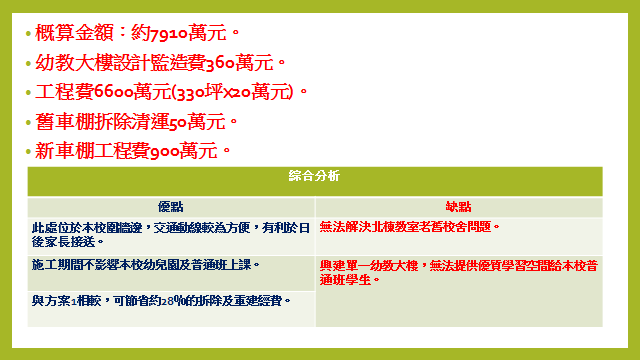 • 概算金額：約7910萬元。
• 幼教大樓設計監造費360萬元。
• 工程費6600萬元(330坪x20萬元)。
• 舊車棚拆除清運50萬元。
• 新車棚工程費900萬元。
綜合分析
優點
缺點
此處位於本校圍牆邊，交通動線較為方便，有利於日
後家長接送。
無法解決北棟教室老舊校舍問題。
施工期間不影響本校幼兒園及普通班上課。
興建單一幼教大樓，無法提供優質學習空間給本校普
通班學生。
與方案1相較，可節省約28%的拆除及重建經費。